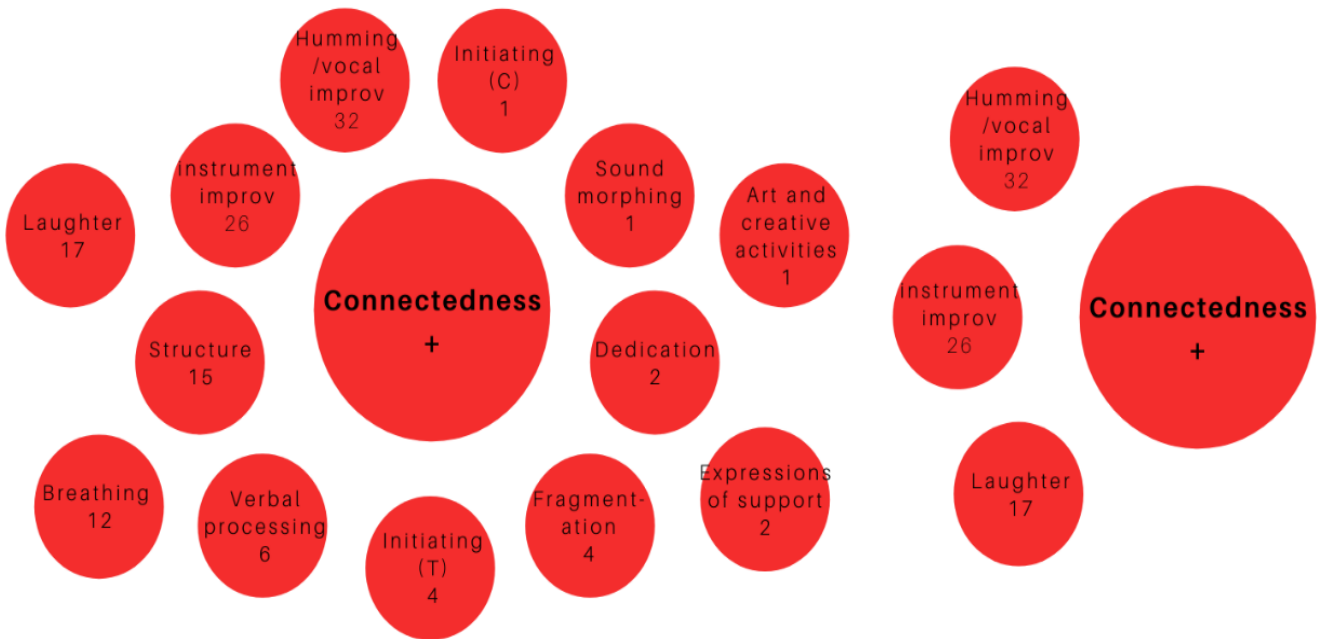 Humming
/vocal
improv
32
Initiating
(C)
1
instrument
improv
26
Sound
morphing
1
Laughter
17
Art and
creative
activities
1
Connectedness
+
Structure
15
Dedication
2
Breathing
12
Verbal
processing
6
Initiating
(T)
4
Fragment-
ation
4
Expressions
of support
2
Humming
/vocal
improv
32
instrument
improv
26
Connectedness
+
Laughter
17